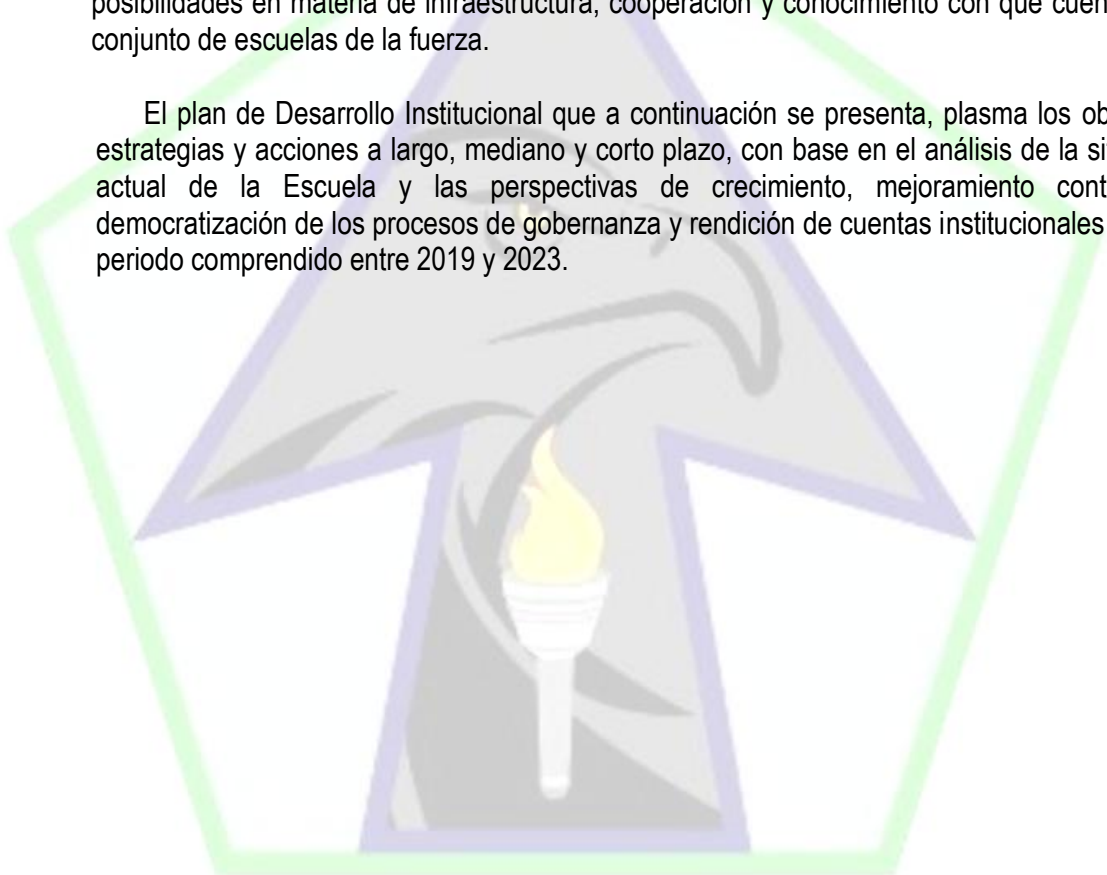 posibilidades en materia de infraestructura, cooperación y conocimiento con que cuen
conjunto de escuelas de la fuerza.
El plan de Desarrollo Institucional que a continuación se presenta, plasma los ob
estrategias y acciones a largo, mediano y corto plazo, con base en el análisis de la si
actual de la Escuela y las perspectivas de crecimiento, mejoramiento cont
democratización de los procesos de gobernanza y rendición de cuentas institucionales
periodo comprendido entre 2019 y 2023.